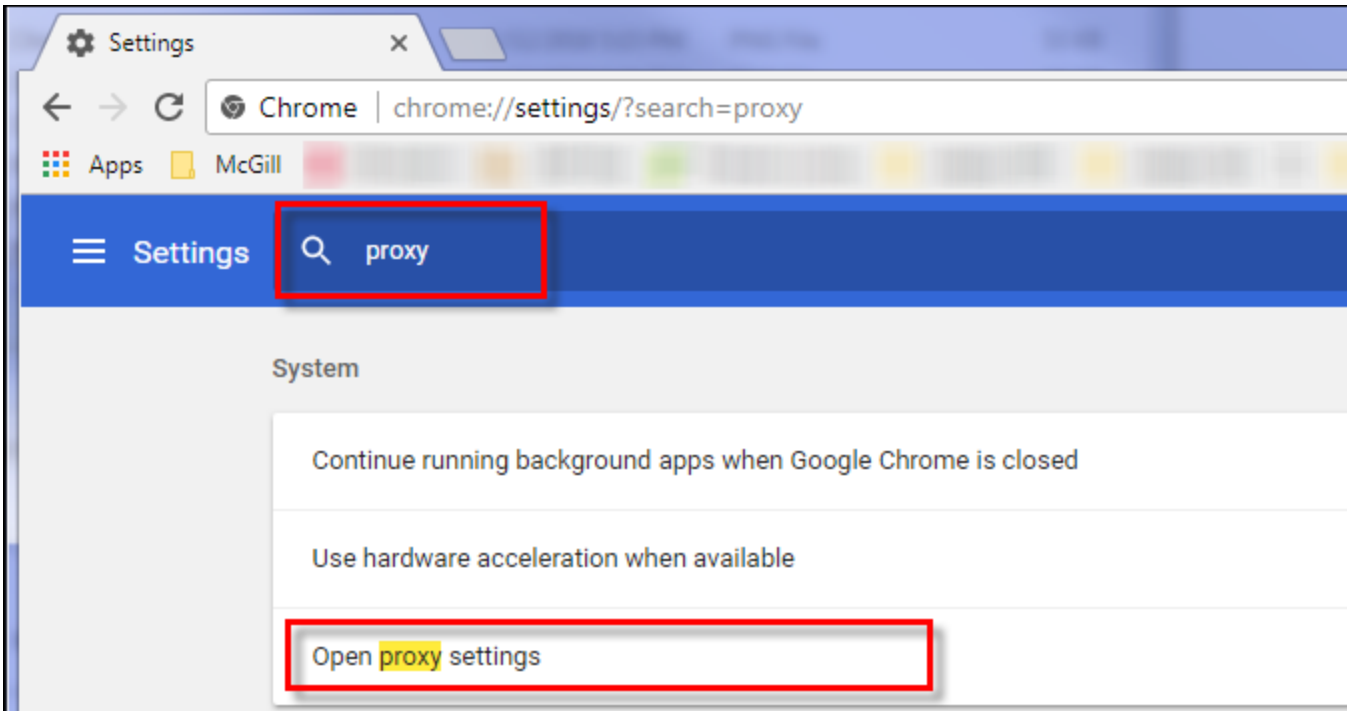 Settings
Chrome | chrome://settings/?search=proxy
Apps McGill
Settings proxy
System
Continue running background apps when Google Chrome is closed
Use hardware acceleration when available
Open proxy settings